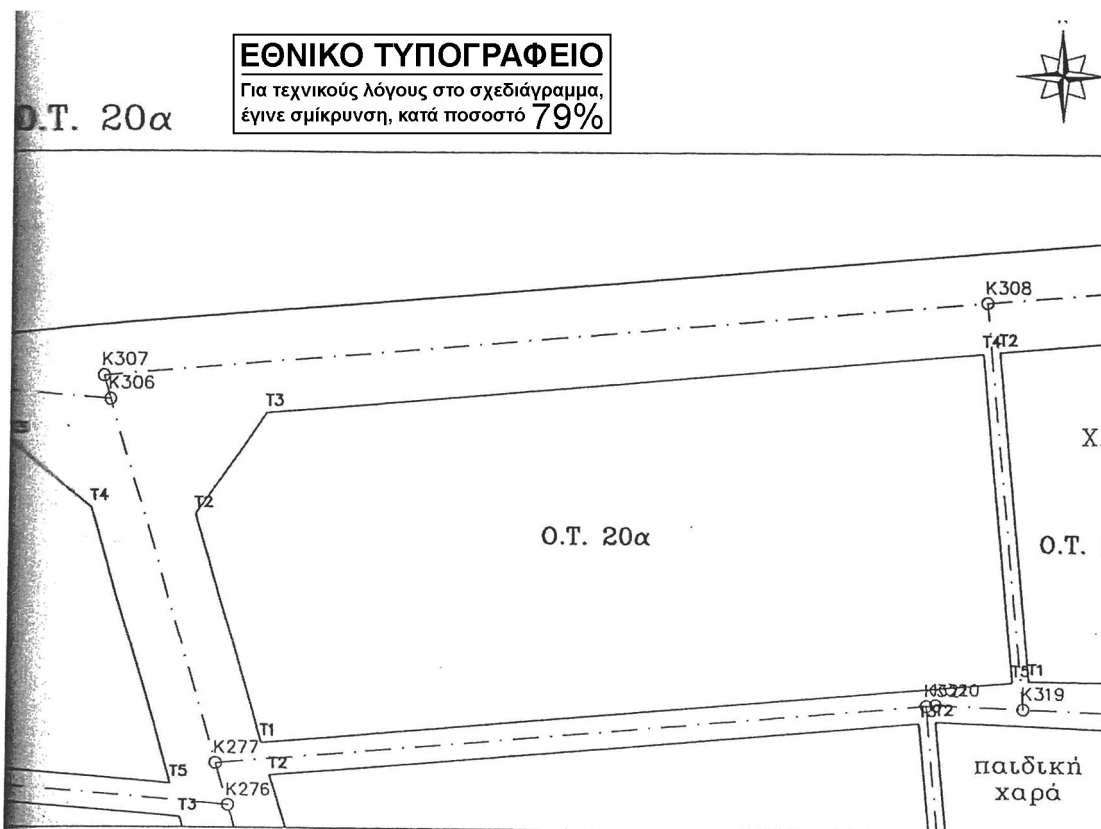 ΕΘΝΙΚΟ ΤΥΠΟΓΡΑΦΕΙΟ
Για τεχνικούς λόγους στο σχεδιάγραμμα,
έγινε σμίκρυνση, κατά ποσοστό 79%
Ο.Τ. 20α
K308
T4 T2
K307
K306
T3
Χ.
T4
T2
Ο.Τ. 20α
Ο.Τ.
T5 T1
K319
T2
T1
K277
T2
T5
παιδική
χαρά
T3
K276